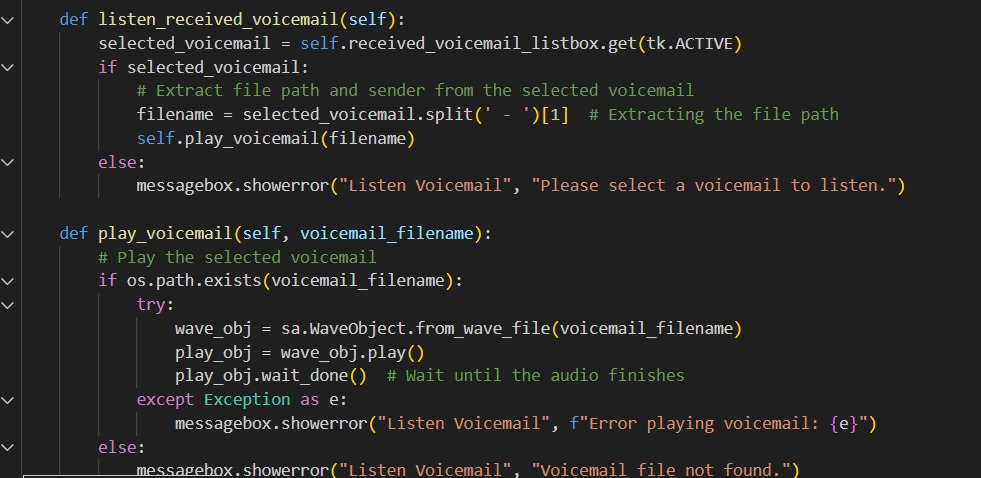 def listen_received_voicemail(self):
    selected_voicemail = self.received_voicemail_listbox.get(tk.ACTIVE)
    if selected_voicemail:
        # Extract file path and sender from the selected voicemail
        filename = selected_voicemail.split(' - ')[1]  # Extracting the file path
        self.play_voicemail(filename)
    else:
        messagebox.showerror("Listen Voicemail", "Please select a voicemail to listen.")

def play_voicemail(self, voicemail_filename):
    # Play the selected voicemail
    if os.path.exists(voicemail_filename):
        try:
            wave_obj = sa.WaveObject.from_wave_file(voicemail_filename)
            play_obj = wave_obj.play()
            play_obj.wait_done()  # Wait until the audio finishes
        except Exception as e:
            messagebox.showerror("Listen Voicemail", f"Error playing voicemail: {e}")
    else:
        messagebox.showerror("Listen Voicemail", "Voicemail file not found.")